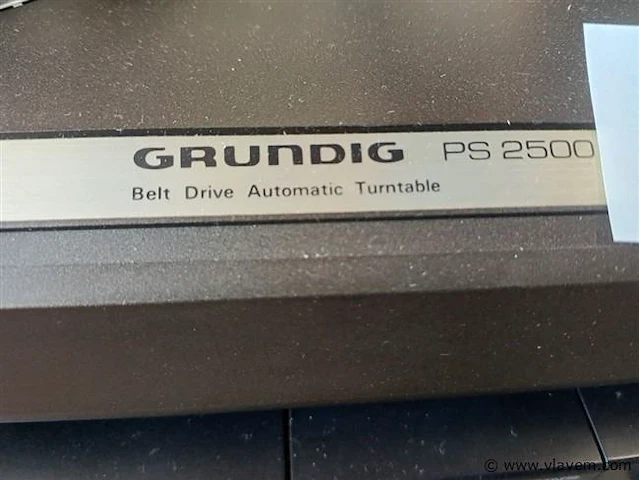 GRUNDIG PS 2500
Belt Drive Automatic Turntable
© www.vlavem.com